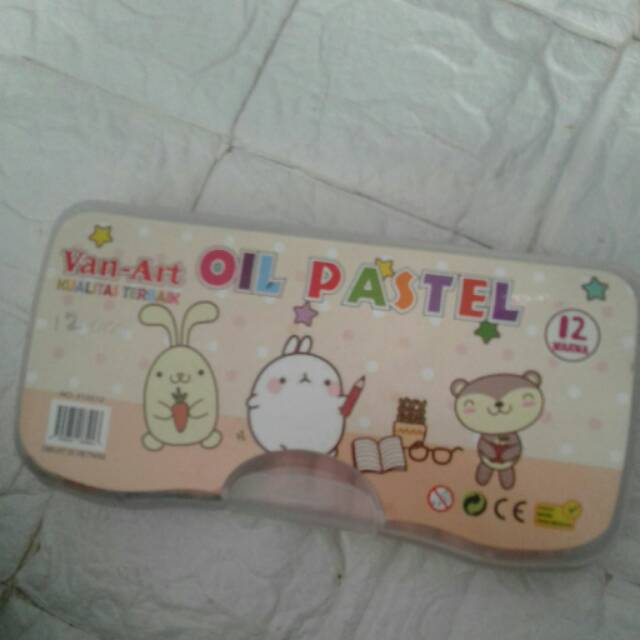 Van-Art
KUALITAS TERBAIK
OIL PASTEL
12
WARNA
CE